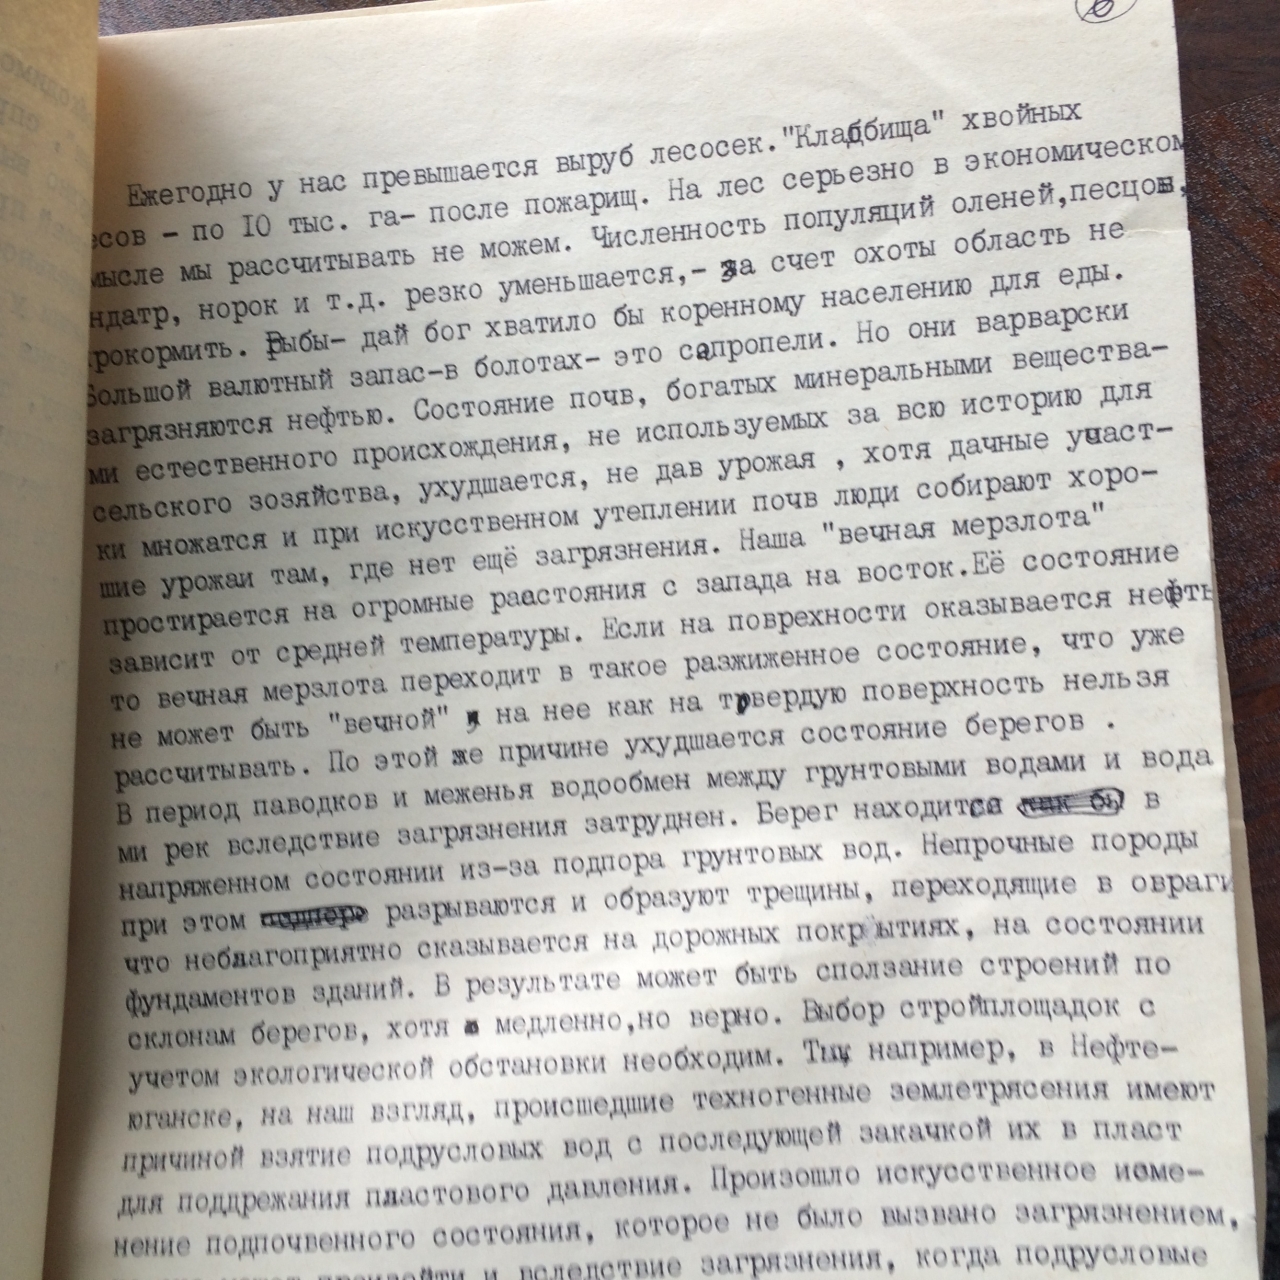 6
Ежегодно у нас превышается выруб лесосек."Кладбища" хвойных
есов - по 10 тыс. га- после пожарищ. На лес серьезно в экономическом
мысле мы рассчитывать не можем. Численность популяций оленей,песцов,
ндатр, норок и т.д. резко уменьшается,- за счет охоты область не
прокормить. Рыбы- дай бог хватило бы коренному населению для еды.
Большой валютный запас-в болотах- это сапропели. Но они варварски
загрязняются нефтью. Состояние почв, богатых минеральными вещества-
ми естественного происхождения, не используемых за всю историю для
сельского зозяйства, ухудшается, не дав урожая , хотя дачные участ-
ки множатся и при искусственном утеплении почв люди собирают хоро-
шие урожаи там, где нет ещё загрязнения. Наша "вечная мерзлота"
простирается на огромные раастояния с запада на восток.Её состояние
зависит от средней температуры. Если на поврехности оказывается нефть
то вечная мерзлота переходит в такое разжиженное состояние, что уже
не может быть "вечной" , на нее как на твердую поверхность нельзя
рассчитывать. По этой же причине ухудшается состояние берегов .
В период паводков и меженья водообмен между грунтовыми водами и вода
ми рек вследствие загрязнения затруднен. Берег находится в
напряженном состоянии из-за подпора грунтовых вод. Непрочные породы
при этом разрываются и образуют трещины, переходящие в овраги
что неблагоприятно сказывается на дорожных покрытиях, на состоянии
фундаментов зданий. В результате может быть сползание строений по
склонам берегов, хотя и медленно,но верно. Выбор стройплощадок с
учетом экологической обстановки необходим. например, в Нефте-
юганске, на наш взгляд, происшедшие техногенные землетрясения имеют
причиной взятие подрусловых вод с последующей закачкой их в пласт
для поддрежания пластового давления. Произошло искусственное изме-
нение подпочвенного состояния, которое не было вызвано загрязнением,
может произойти и вследствие загрязнения, когда подрусловые